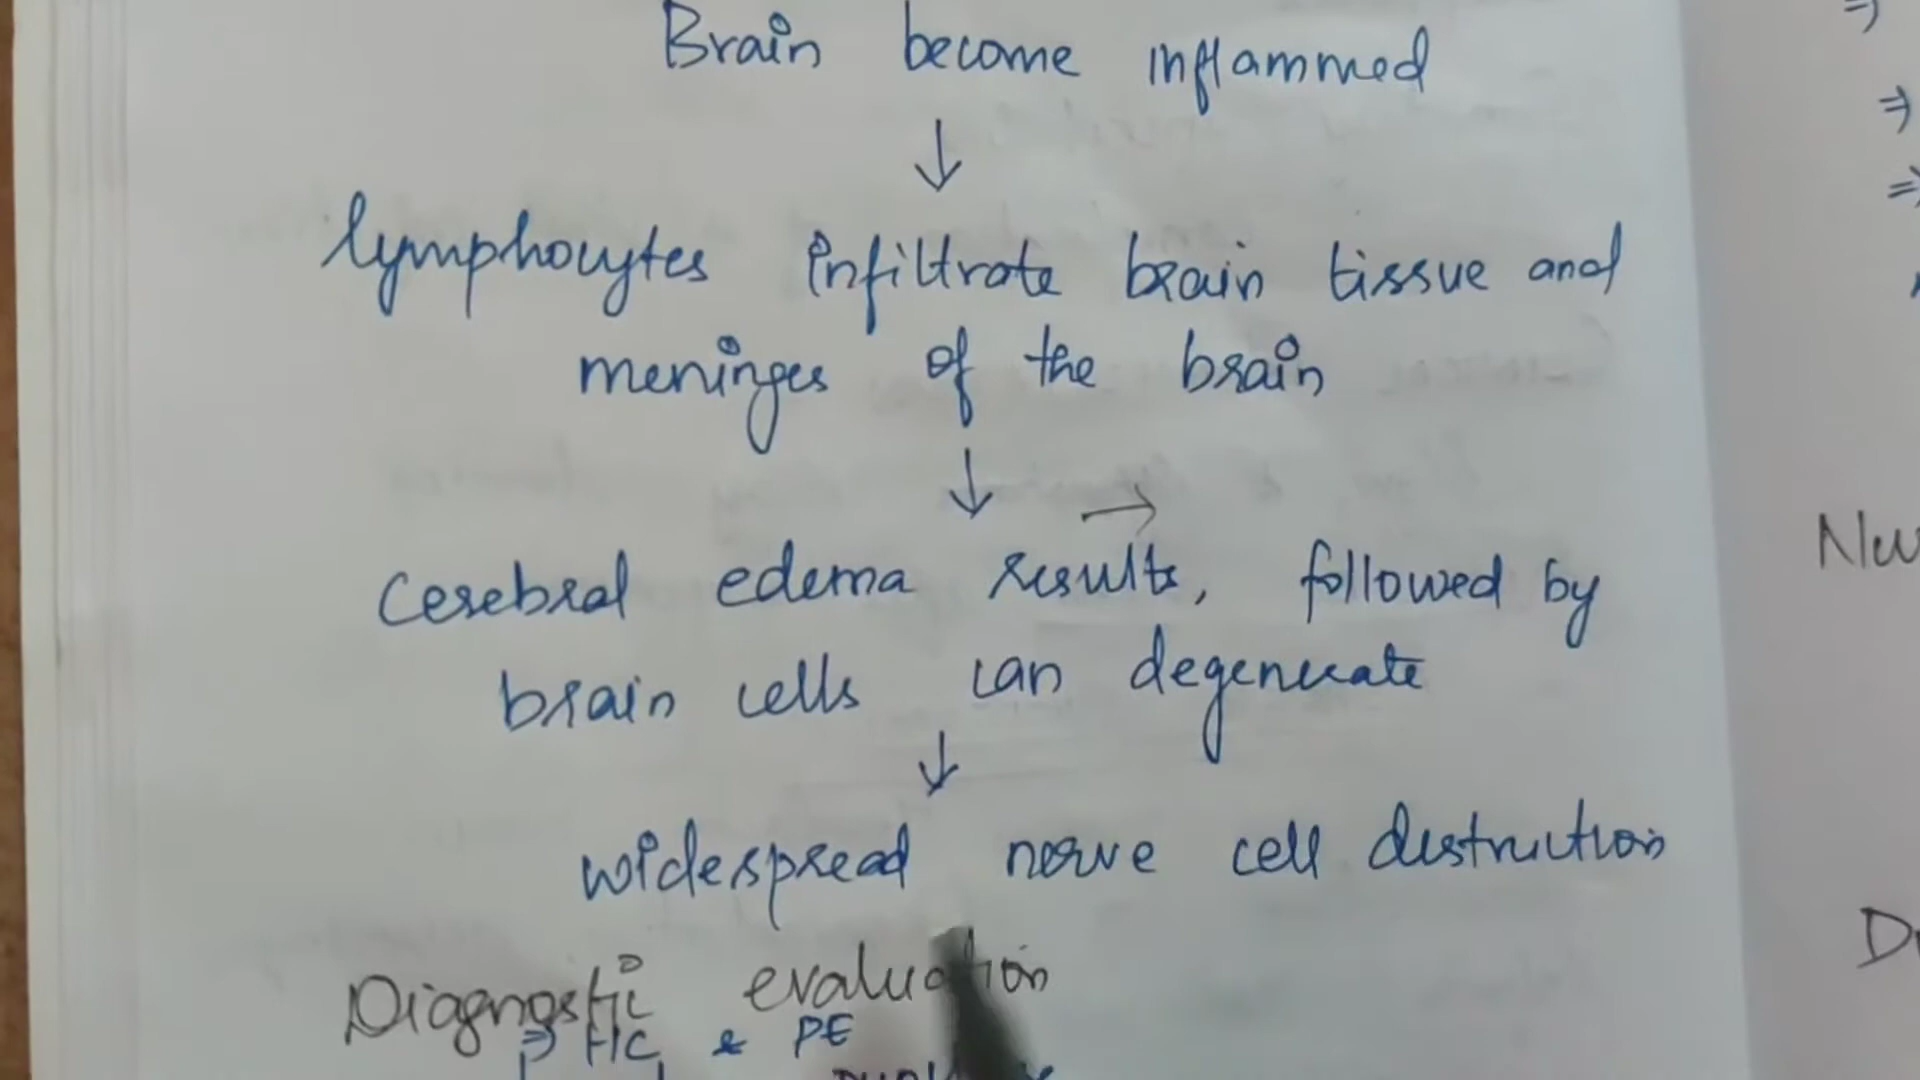 Brain become inflammed
↓
lymphocytes infiltrate brain tissue and
meninges of the brain
↓
→
Cerebral edema results, followed by
brain cells can degenerate
↓
widespread nerve cell destruction
Diagnostic evaluation
⇒ H/C & PE